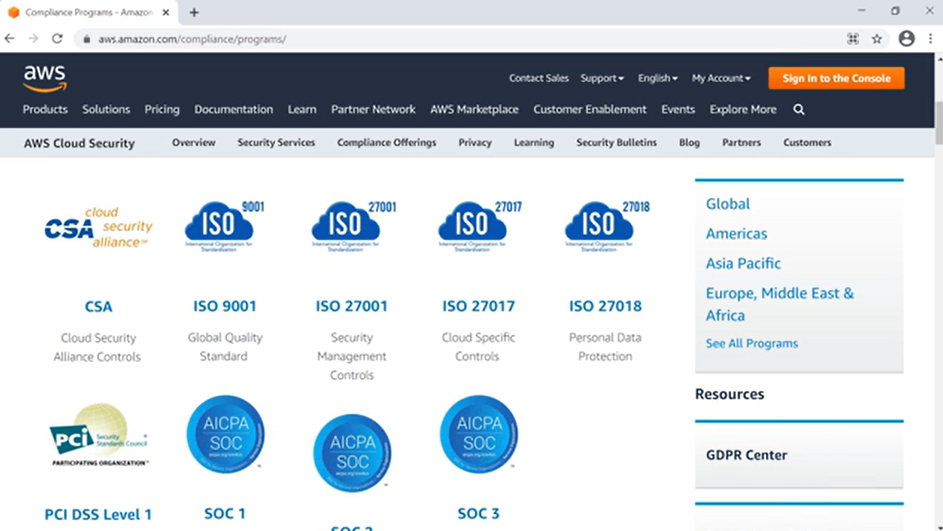 Compliance Programs - Amazon
aws.amazon.com/compliance/programs/
aws
Contact Sales Support English My Account Sign In to the Console
Products Solutions Pricing Documentation Learn Partner Network AWS Marketplace Customer Enablement Events Explore More
AWS Cloud Security Overview Security Services Compliance Offerings Privacy Learning Security Bulletins Blog Partners Customers
CSA cloud security alliance
ISO 9001
International Organization for
Standardization
ISO 27001
International Organization for
Standardization
ISO 27017
International Organization for
Standardization
ISO 27018
International Organization for
Standardization
CSA
Cloud Security
Alliance Controls
ISO 9001
Global Quality
Standard
ISO 27001
Security
Management
Controls
ISO 27017
Cloud Specific
Controls
ISO 27018
Personal Data
Protection
PCI Security
Standards Council
PARTICIPATING ORGANIZATION
AICPA
SOC
AICPA
SOC
AICPA
SOC
PCI DSS Level 1
SOC 1
SOC 2
SOC 3
Global
Americas
Asia Pacific
Europe, Middle East &
Africa
See All Programs
Resources
GDPR Center